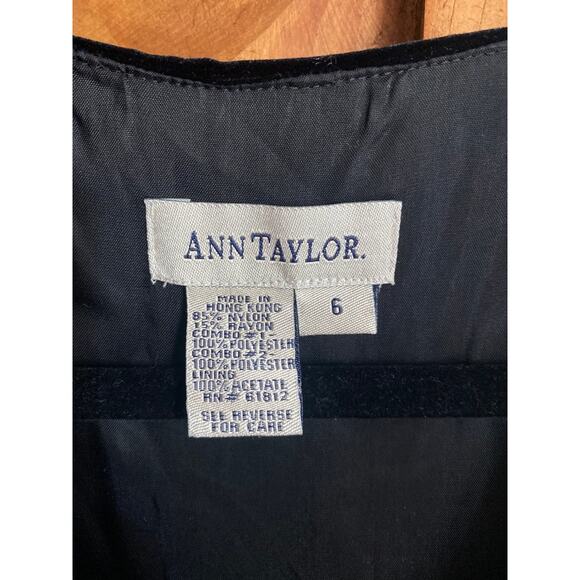 ANN TAYLOR.
6
MADE IN
HONG KONG
85% NYLON
15% RAYON
COMBO #1-
100% POLYESTER
COMBO #2-
100% POLYESTER
LINING
100% ACETATE
RN# 61812
SEE REVERSE
FOR CARE